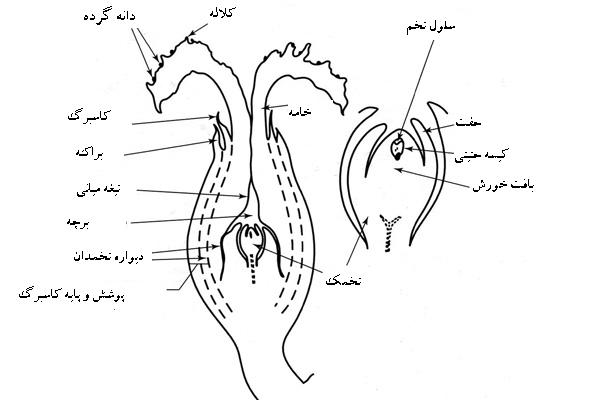 کلاله
دانه گرده
سلول تخم
خامه
کاسبرگ
جفت
براکته
کیسه جنینی
بافت خورش
تیغه میانی
برچه
دیواره تخمدان
تخمک
پوشش و پایه کاسبرگ